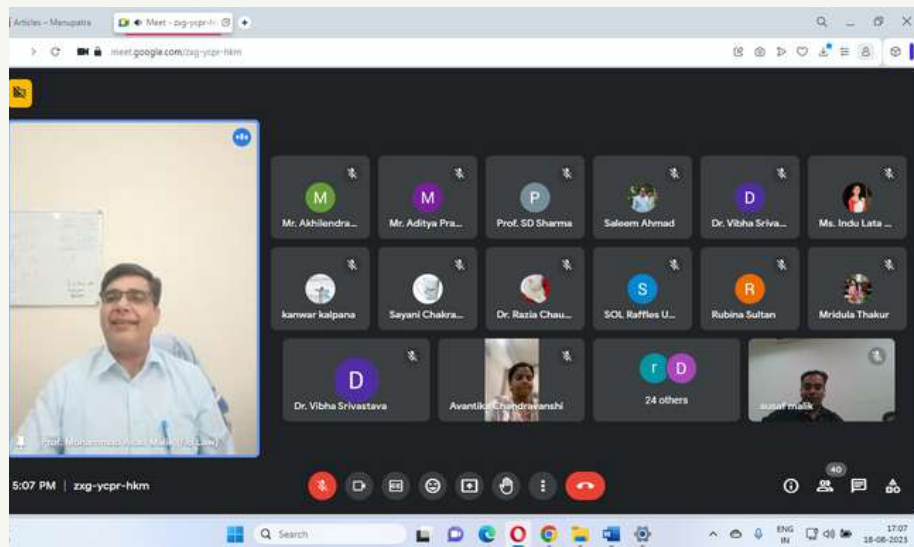 Articles – Manupatra
Meet - zxg-ycpr-h
meet.google.com/zxg-ycpr-hkm
M
M
P
D
Mr. Akhilendra...
Mr. Aditya Pra...
Prof. SD Sharma
Saleem Ahmad
Dr. Vibha Sriva...
Ms. Indu Lata ...
S
R
kanwar kalpana
Sayani Chakra...
Dr. Razia Chau...
SOL Raffles U...
Rubina Sultan
Mridula Thakur
D
r D
24 others
Dr. Vibha Srivastava
Avantika Chandravanshi
ausaf malik
Prof. Mohammad Asad Malik (FId Law)
5:07 PM | zxg-ycpr-hkm
40
Search
ENG
IN
17:07
18-08-2023